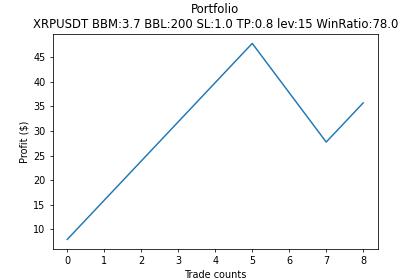 Portfolio
XRPUSDT BBM:3.7 BBL:200 SL:1.0 TP:0.8 lev:15 WinRatio:78.0
Profit ($)
45
40
35
30
25
20
15
10
0 1 2 3 4 5 6 7 8
Trade counts